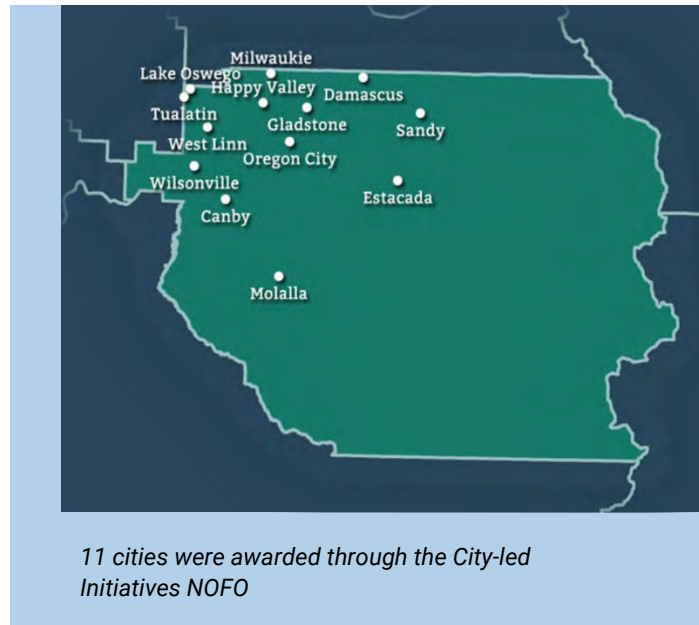 Milwaukie
Lake Oswego
Happy Valley
Damascus
Tualatin
Gladstone
Sandy
West Linn
Oregon City
Wilsonville
Estacada
Canby
Molalla
11 cities were awarded through the City-led
Initiatives NOFO